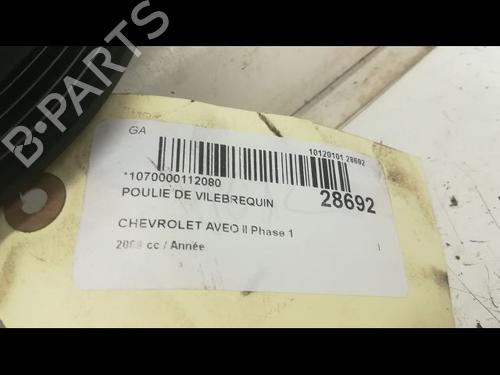 B·PARTS
GA
10120101 28692
*1070000112080
POULIE DE VILEBREQUIN
28692
CHEVROLET AVEO II Phase 1
cc / Année